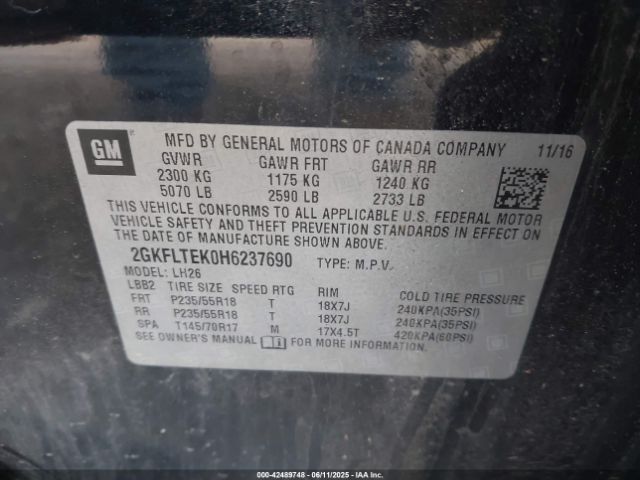 GM
MFD BY GENERAL MOTORS OF CANADA COMPANY 11/16
GVWR GAWR FRT GAWR RR
2300 KG 1175 KG 1240 KG
5070 LB 2590 LB 2733 LB
THIS VEHICLE CONFORMS TO ALL APPLICABLE U.S. FEDERAL MOTOR
VEHICLE SAFETY AND THEFT PREVENTION STANDARDS IN EFFECT ON
THE DATE OF MANUFACTURE SHOWN ABOVE.
2GKFLTEK0H6237690 TYPE: M.P.V.
MODEL: LH26
LBB2 TIRE SIZE SPEED RTG RIM COLD TIRE PRESSURE
FRT P235/55R18 T 18X7J 240KPA(35PSI)
RR P235/55R18 T 18X7J 240KPA(35PSI)
SPA T145/70R17 M 17X4.5T 420KPA(60PSI)
SEE OWNER'S MANUAL FOR MORE INFORMATION.
000-42489748 - 06/11/2025 - IAA Inc.